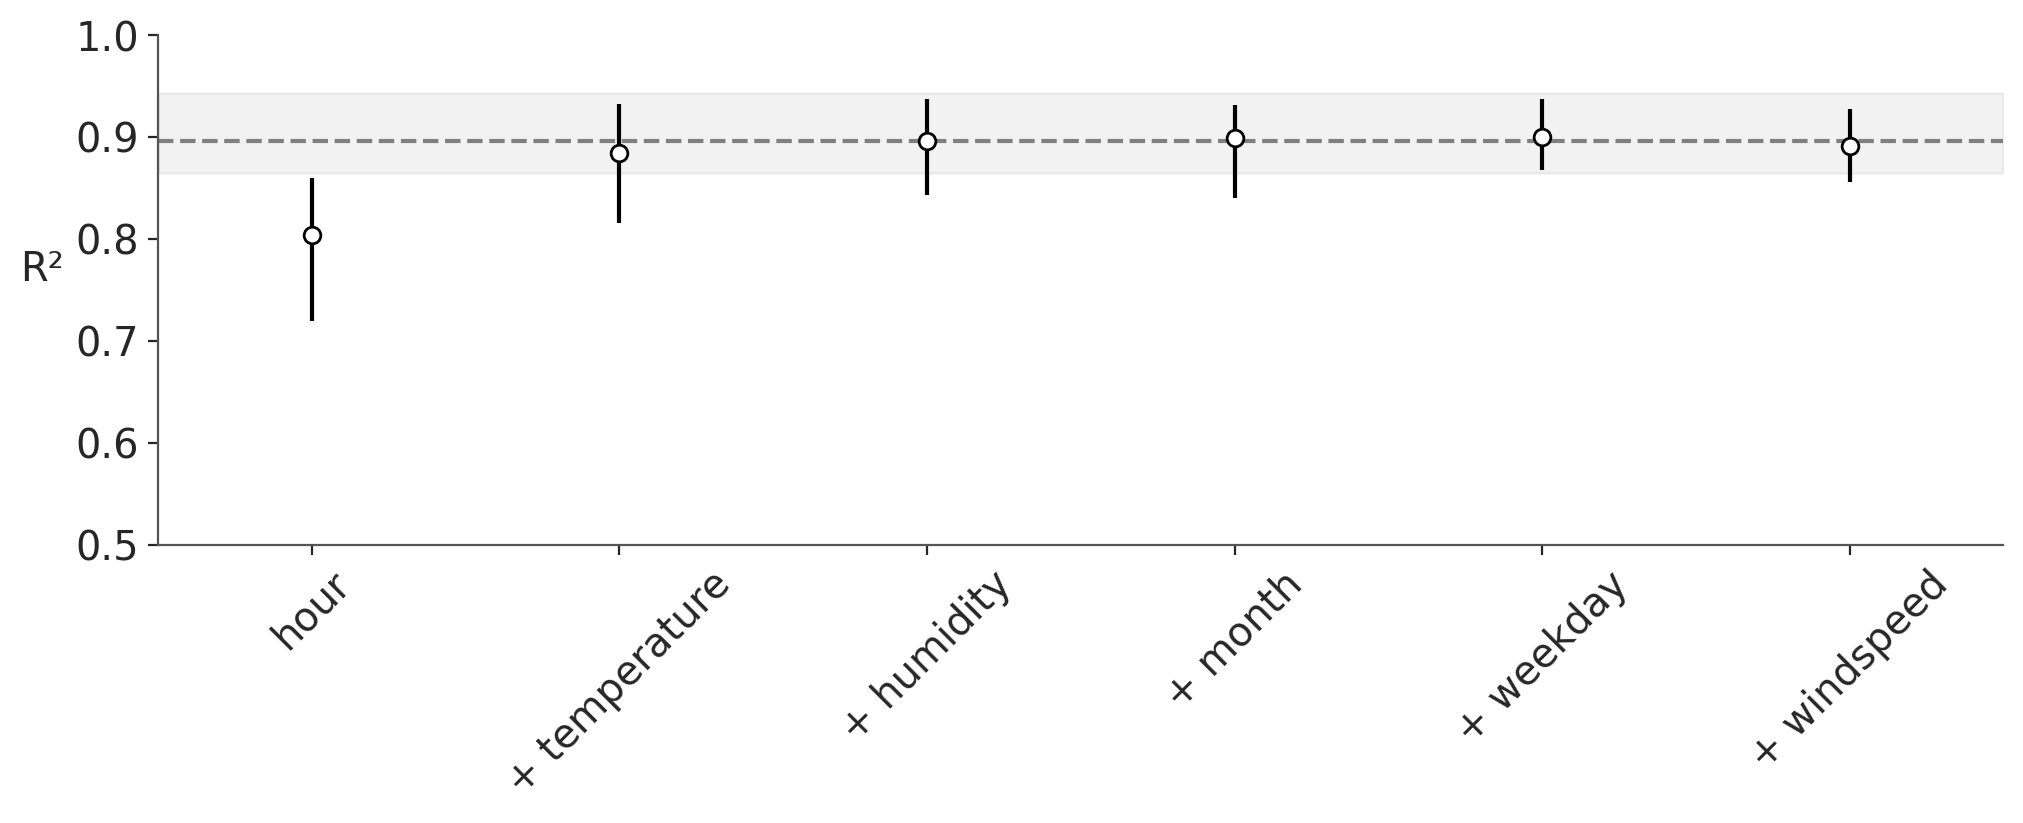 1.0
0.9
0.8
R²
0.7
0.6
0.5
hour
+ temperature
+ humidity
+ month
+ weekday
+ windspeed